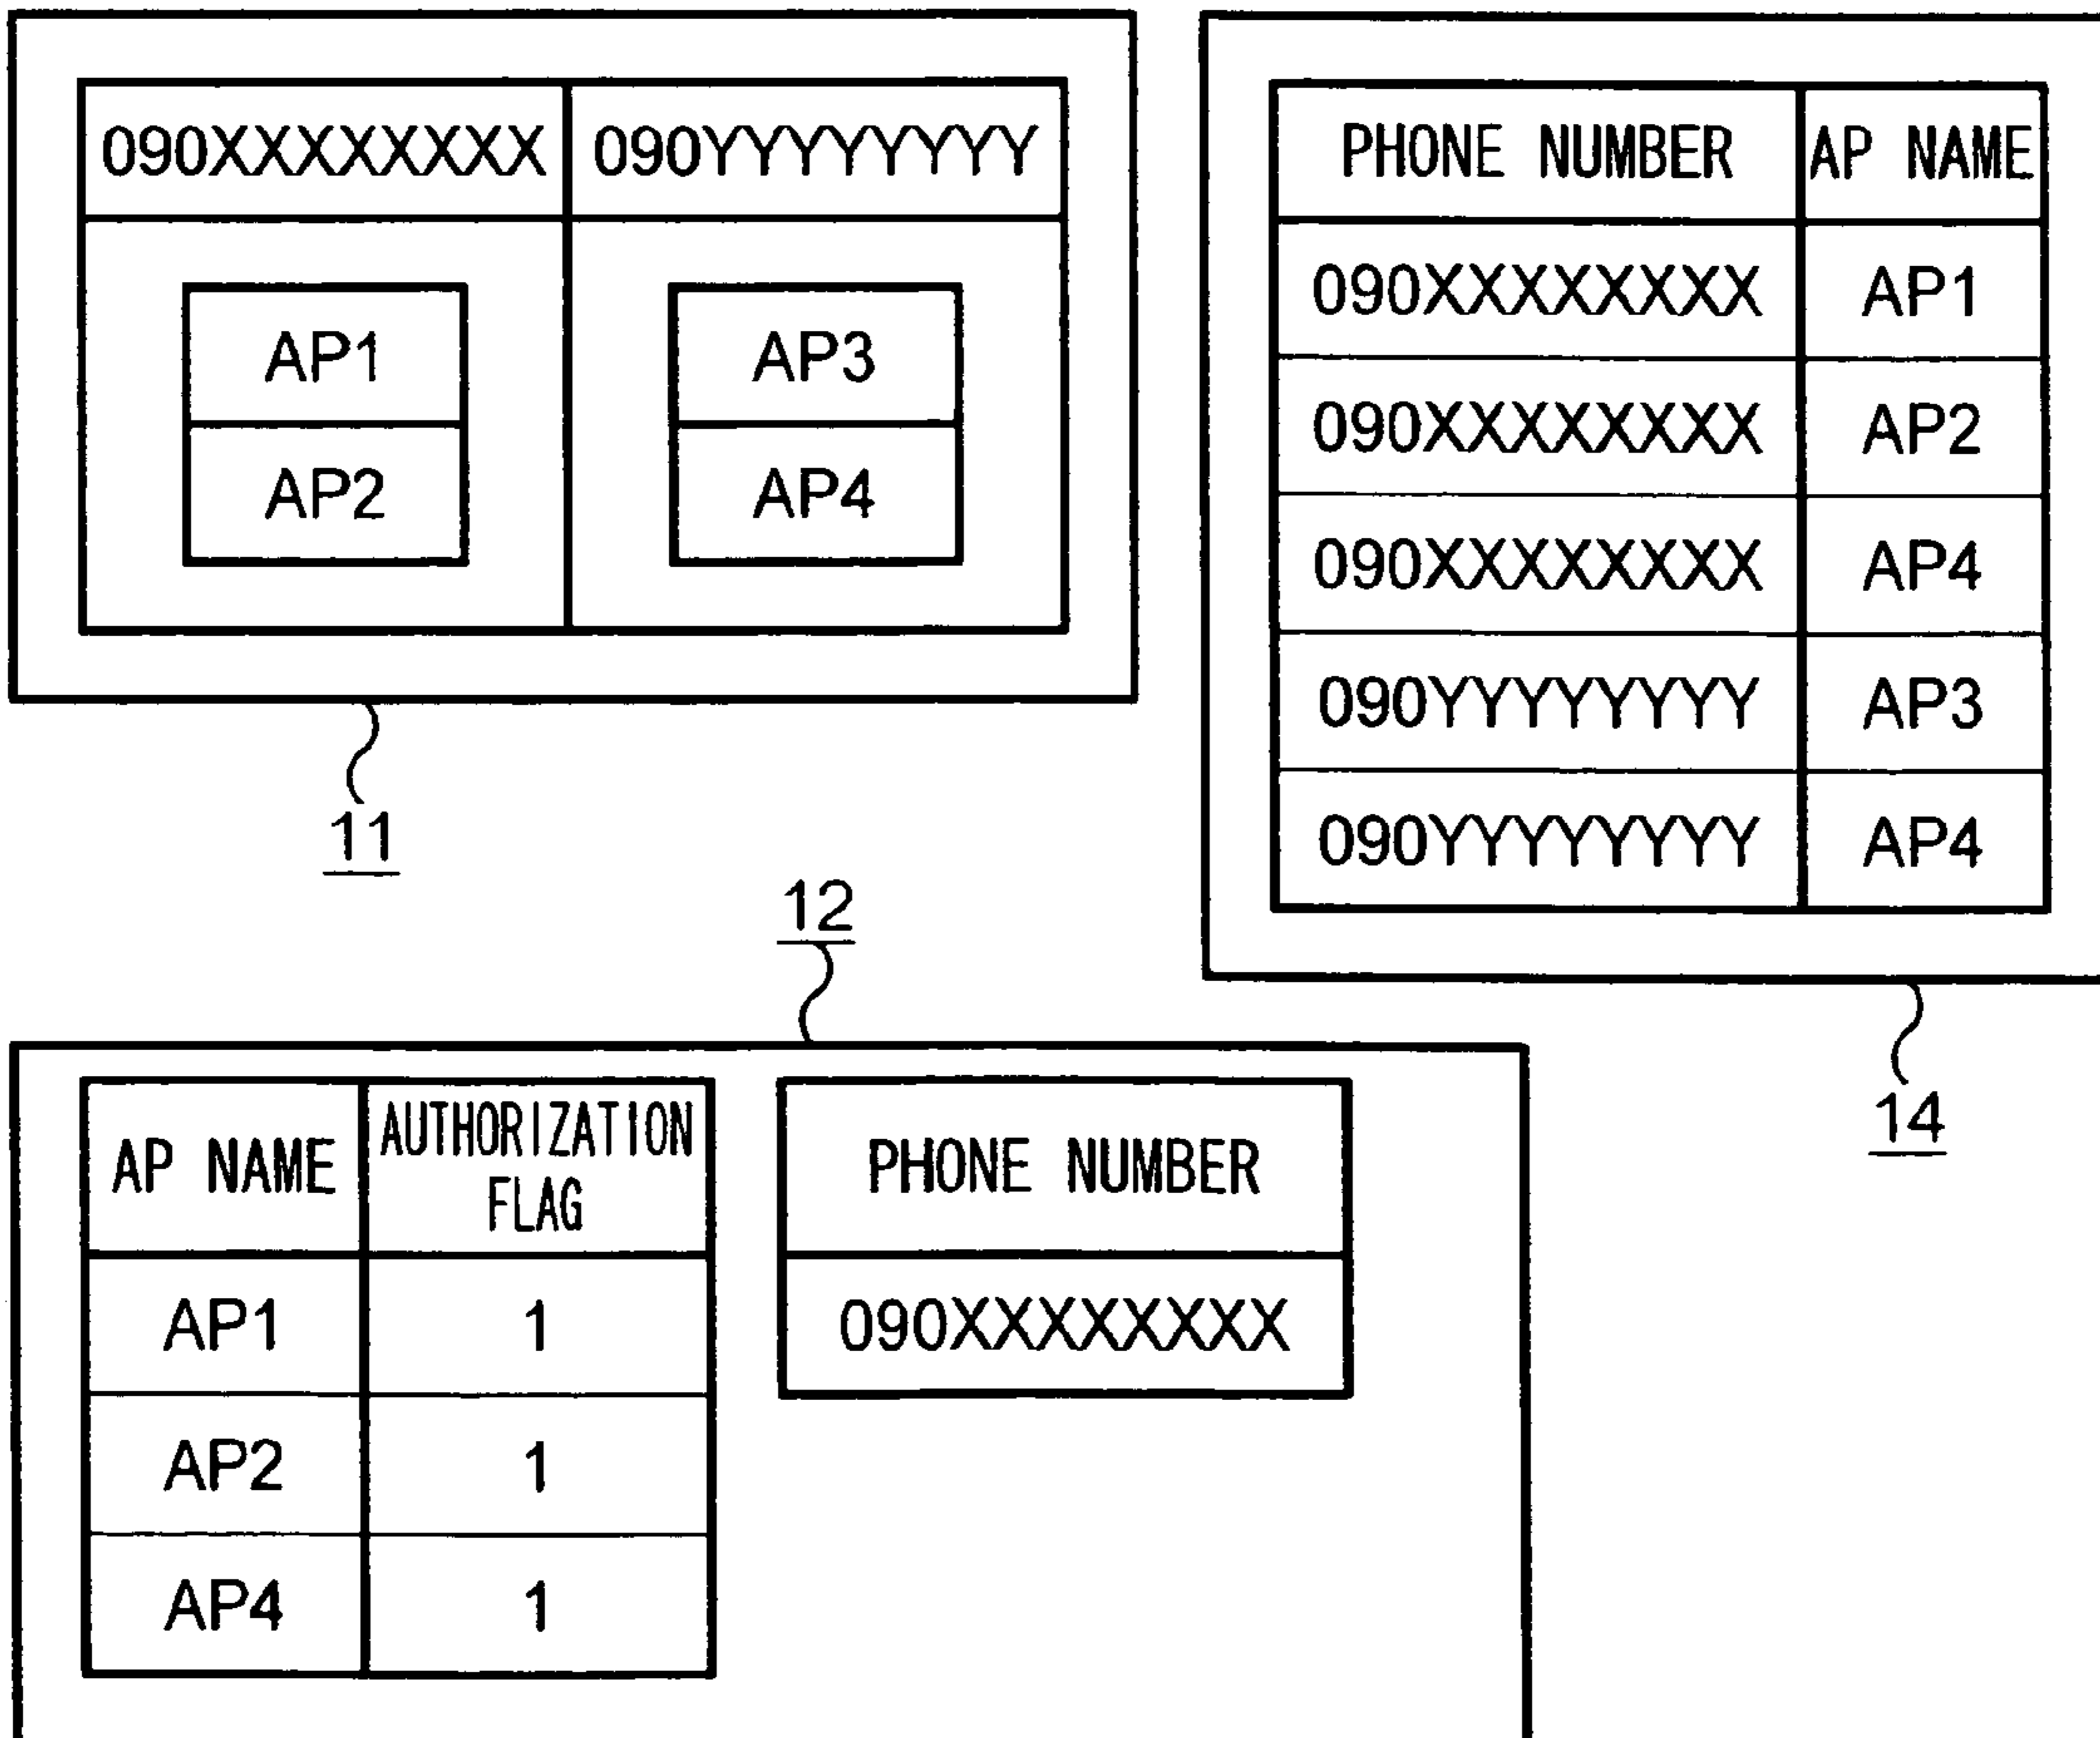 090XXXXXXXX 090YYYYYYYY
AP1 AP3
AP2 AP4
11
PHONE NUMBER AP NAME
090XXXXXXXX AP1
090XXXXXXXX AP2
090XXXXXXXX AP4
090YYYYYYYY AP3
090YYYYYYYY AP4
14
12
AP NAME AUTHORIZATION FLAG
AP1 1
AP2 1
AP4 1
PHONE NUMBER
090XXXXXXXX